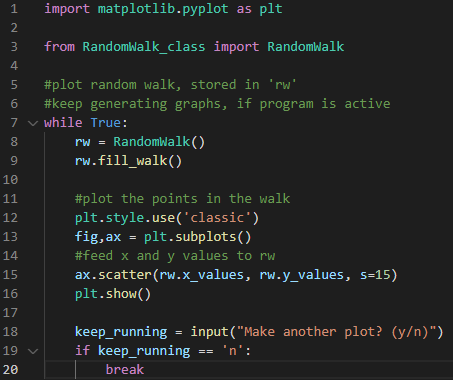 1 import matplotlib.pyplot as plt
2
3 from RandomWalk_class import RandomWalk
4
5 #plot random walk, stored in 'rw'
6 #keep generating graphs, if program is active
7 while True:
8     rw = RandomWalk()
9     rw.fill_walk()
10
11     #plot the points in the walk
12     plt.style.use('classic')
13     fig,ax = plt.subplots()
14     #feed x and y values to rw
15     ax.scatter(rw.x_values, rw.y_values, s=15)
16     plt.show()
17
18     keep_running = input("Make another plot? (y/n)")
19     if keep_running == 'n':
20         break